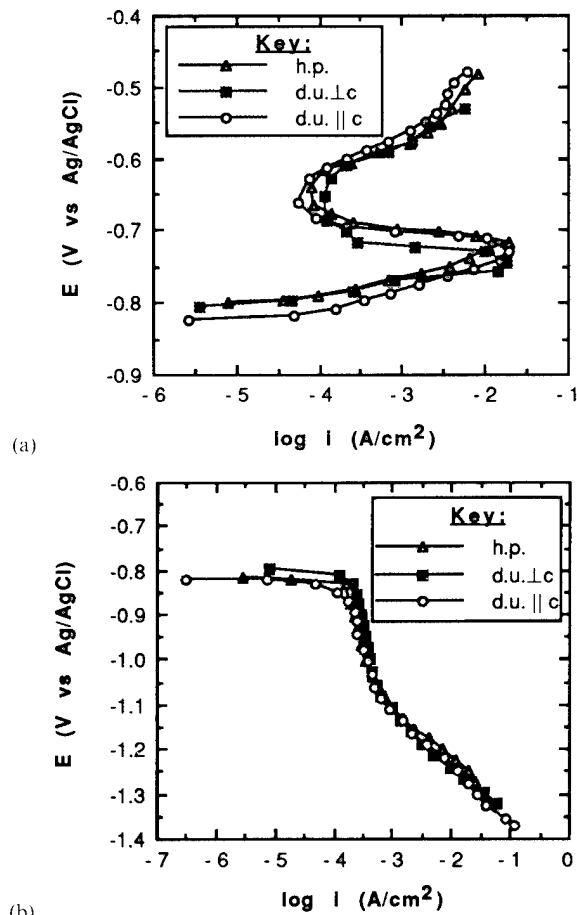 -0.4
Key:
h.p.
d.u.⊥c
d.u. || c
-0.5
-0.6
-0.7
-0.8
-0.9
E (V vs Ag/AgCl)
-6 -5 -4 -3 -2 -1
log i (A/cm²)
(a)
-0.6
Key:
h.p.
d.u.⊥c
d.u. || c
-0.7
-0.8
-0.9
-1.0
-1.1
-1.2
-1.3
-1.4
E (V vs Ag/AgCl)
-7 -6 -5 -4 -3 -2 -1 0
log i (A/cm²)
(b)